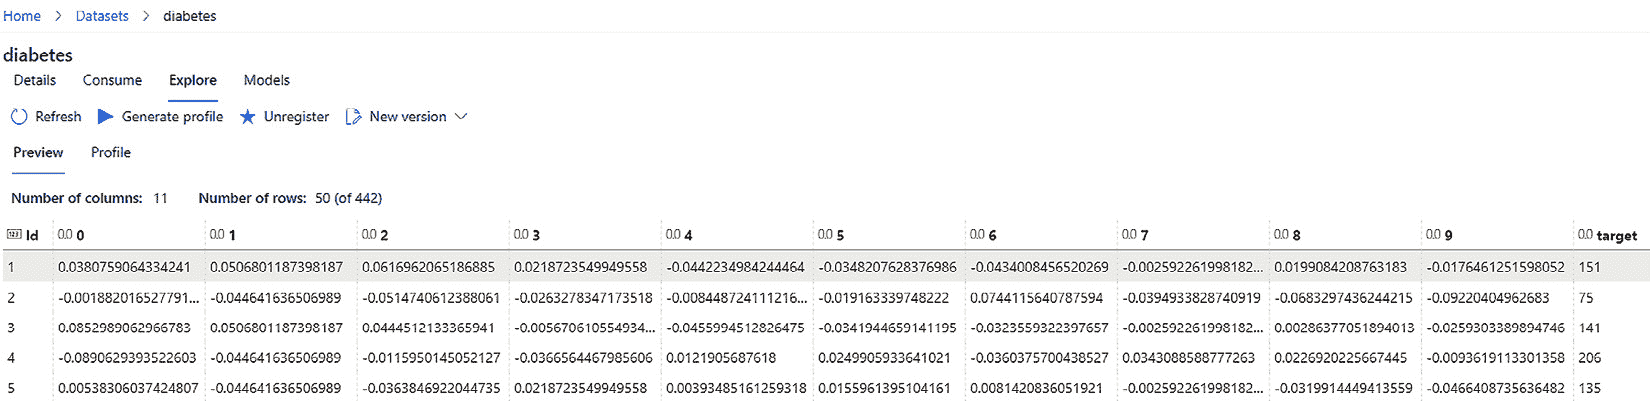 Home > Datasets > diabetes
diabetes
Details Consume Explore Models
Refresh Generate profile Unregister New version
Preview Profile
Number of columns: 11 Number of rows: 50 (of 442)
123 Id 0.0 0 0.0 1 0.0 2 0.0 3 0.0 4 0.0 5 0.0 6 0.0 7 0.0 8 0.0 9 0.0 target
1 0.0380759064334241 0.0506801187398187 0.0616962065186885 0.0218723549949558 -0.0442234984244464 -0.0348207628376986 -0.0434008456520269 -0.002592261998182... 0.0199084208763183 -0.0176461251598052 151
2 -0.001882016527791... -0.044641636506989 -0.0514740612388061 -0.0263278347173518 -0.008448724111216... -0.019163339748222 0.0744115640787594 -0.0394933828740919 -0.0683297436244215 -0.09220404962683 75
3 0.0852989062966783 0.0506801187398187 0.0444512133365941 -0.005670610554934... -0.0455994512826475 -0.0341944659141195 -0.0323559322397657 -0.002592261998182... 0.00286377051894013 -0.0259303389894746 141
4 -0.0890629393522603 -0.044641636506989 -0.0115950145052127 -0.0366564467985606 0.0121905687618 0.0249905933641021 -0.0360375700438527 0.0343088588777263 0.0226920225667445 -0.0093619113301358 206
5 0.00538306037424807 -0.044641636506989 -0.0363846922044735 0.0218723549949558 0.00393485161259318 0.0155961395104161 0.0081420836051921 -0.002592261998182... -0.0319914449413559 -0.0466408735636482 135